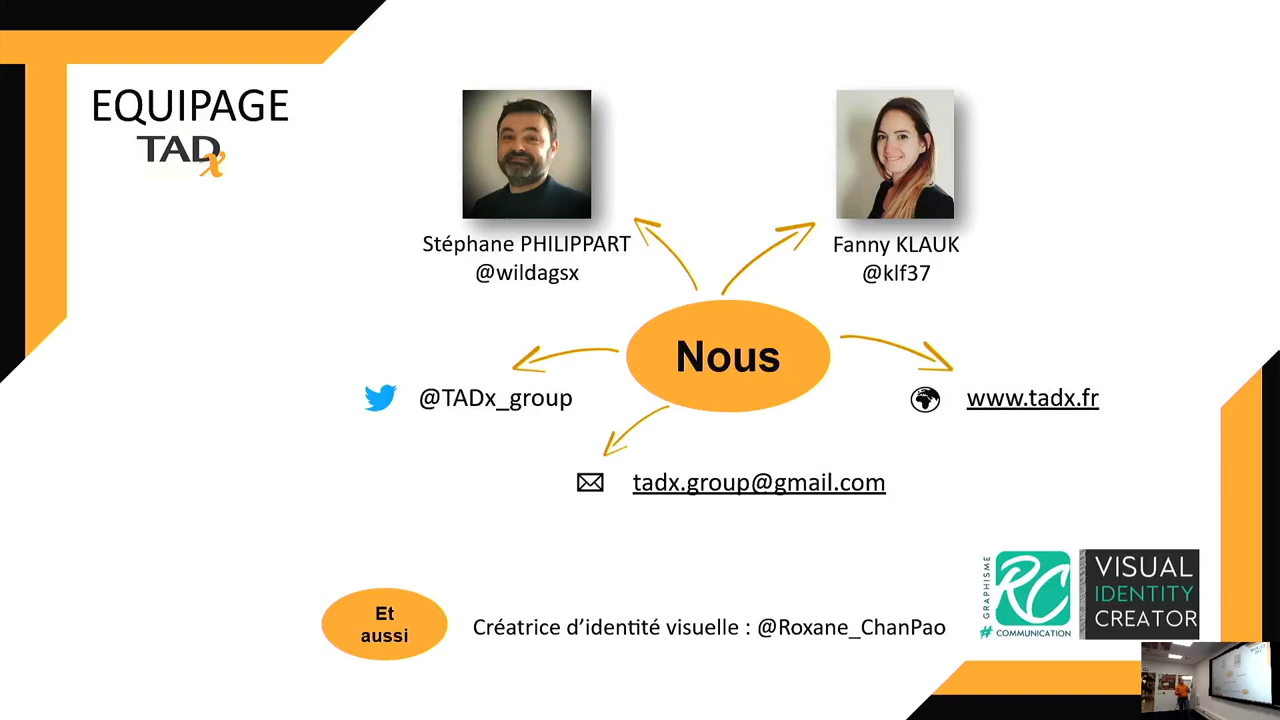 EQUIPAGE
TADx
Stéphane PHILIPPART
@wildagsx
Fanny KLAUK
@klf37
Nous
@TADx_group
www.tadx.fr
tadx.group@gmail.com
Et
aussi
Créatrice d’identité visuelle : @Roxane_ChanPao
# GRAPHISME
RC
COMMUNICATION
VISUAL
IDENTITY
CREATOR